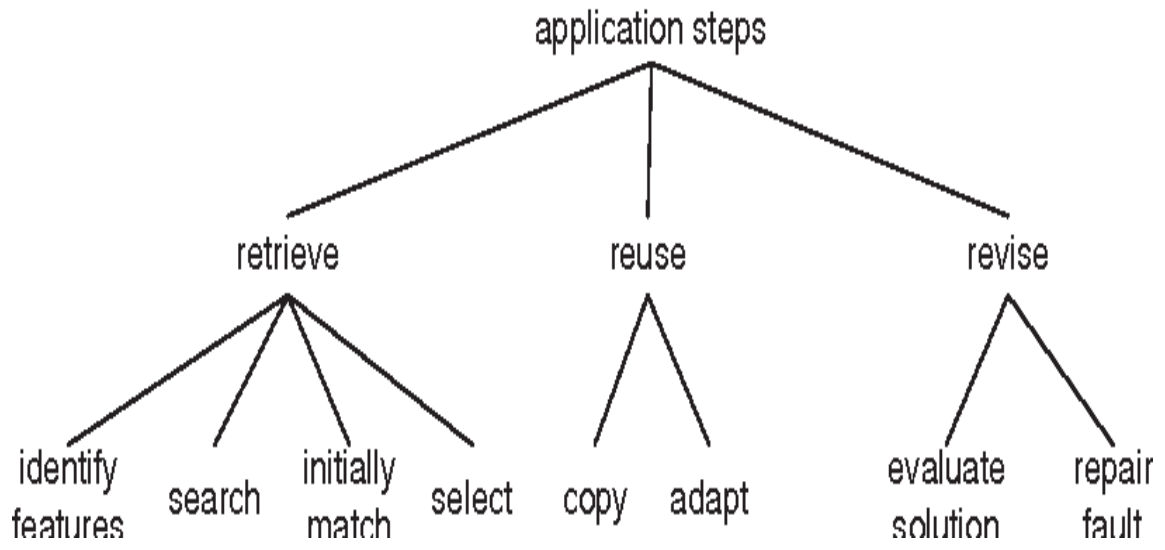 application steps
retrieve reuse revise
identify initially evaluate repair
search select copy adapt
features match solution fault